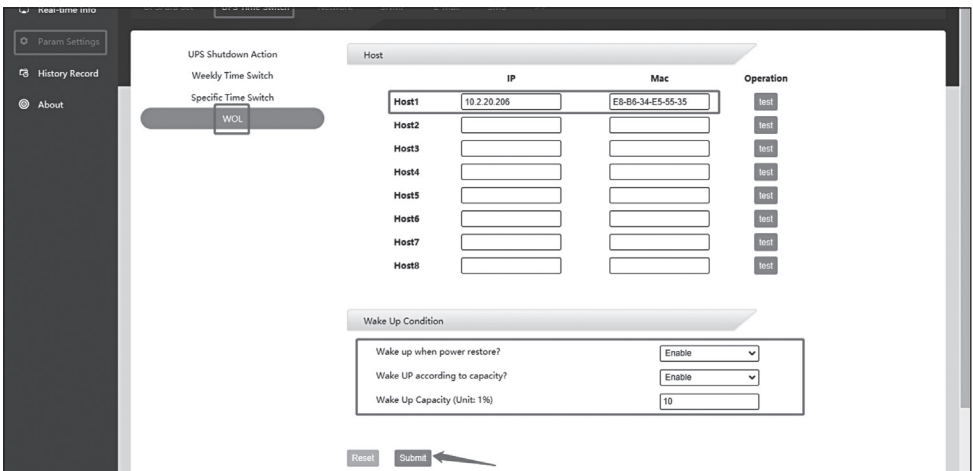 Real-time Info
UPS Time Switch
Param Settings
History Record
About
UPS Shutdown Action
Weekly Time Switch
Specific Time Switch
WOL
Host
IP Mac Operation
Host1 10.2.20.206 E8-B6-34-E5-55-35 test
Host2 test
Host3 test
Host4 test
Host5 test
Host6 test
Host7 test
Host8 test
Wake Up Condition
Wake up when power restore? Enable
Wake UP according to capacity? Enable
Wake Up Capacity (Unit: 1%) 10
Reset Submit